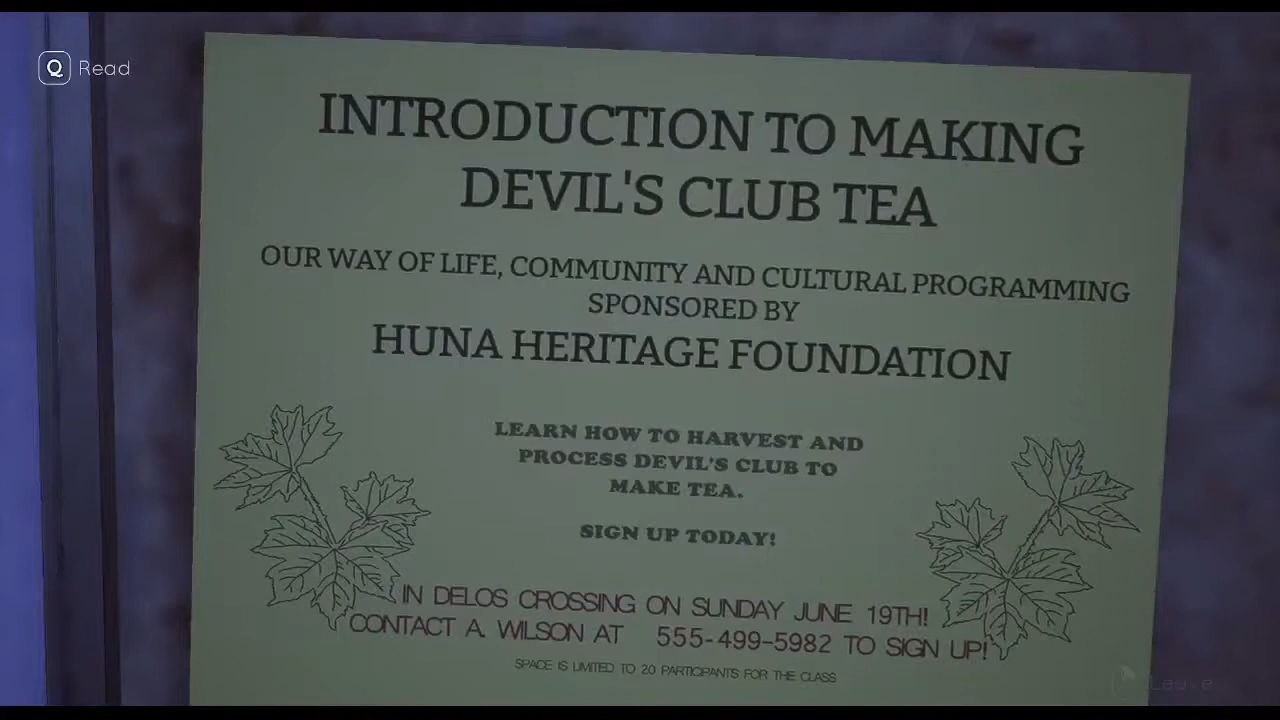 Q Read
INTRODUCTION TO MAKING
DEVIL'S CLUB TEA
OUR WAY OF LIFE, COMMUNITY AND CULTURAL PROGRAMMING
SPONSORED BY
HUNA HERITAGE FOUNDATION
LEARN HOW TO HARVEST AND
PROCESS DEVIL'S CLUB TO
MAKE TEA.
SIGN UP TODAY!
IN DELOS CROSSING ON SUNDAY JUNE 19TH!
CONTACT A. WILSON AT 555-499-5982 TO SIGN UP!
SPACE IS LIMITED TO 20 PARTICIPANTS FOR THE CLASS